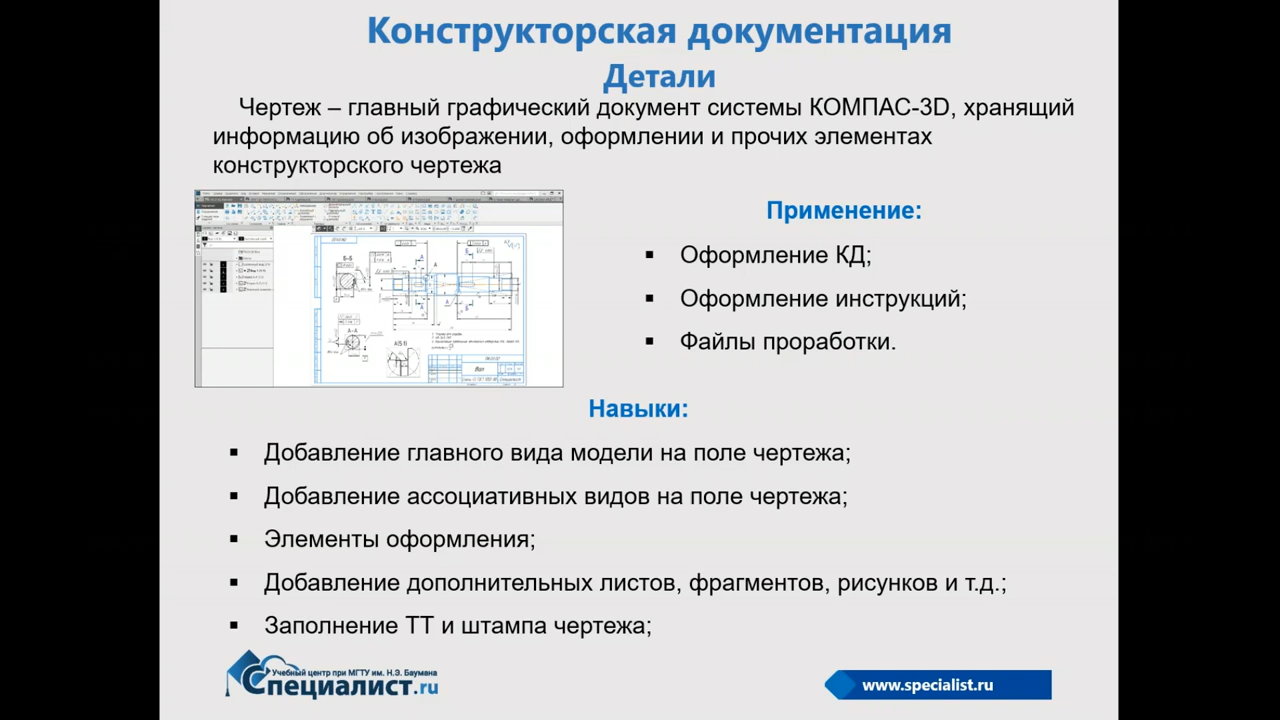 Конструкторская документация
Детали
Чертеж – главный графический документ системы КОМПАС-3D, хранящий
информацию об изображении, оформлении и прочих элементах
конструкторского чертежа
Применение:
▪ Оформление КД;
▪ Оформление инструкций;
▪ Файлы проработки.
Б-Б
А-А
Вал
Навыки:
▪ Добавление главного вида модели на поле чертежа;
▪ Добавление ассоциативных видов на поле чертежа;
▪ Элементы оформления;
▪ Добавление дополнительных листов, фрагментов, рисунков и т.д.;
▪ Заполнение ТТ и штампа чертежа;
Учебный центр при МГТУ им. Н.Э. Баумана
Специалист.ru
www.specialist.ru